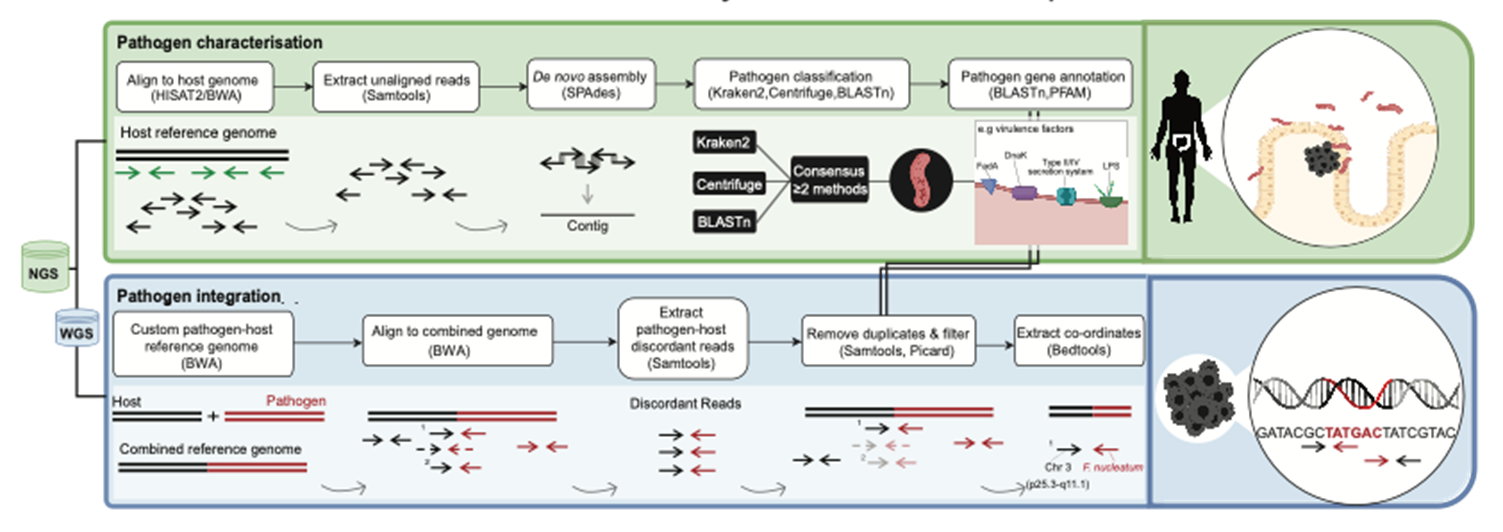 Pathogen characterisation
Align to host genome
(HISAT2/BWA)
Extract unaligned reads
(Samtools)
De novo assembly
(SPAdes)
Pathogen classification
(Kraken2,Centrifuge,BLASTn)
Pathogen gene annotation
(BLASTn,PFAM)
Host reference genome
Contig
Kraken2
Centrifuge
BLASTn
Consensus
≥2 methods
e.g virulence factors
FadA
DnaK
Type II/IV
secretion system
LPS
NGS
WGS
Pathogen integration
Custom pathogen-host
reference genome
(BWA)
Align to combined genome
(BWA)
Extract
pathogen-host
discordant reads
(Samtools)
Remove duplicates & filter
(Samtools, Picard)
Extract co-ordinates
(Bedtools)
Host
+
Pathogen
Combined reference genome
1
2
Discordant Reads
1
2
1
Chr 3
F. nucleatum
(p25.3-q11.1)
GATACGCTATGACTATCGTAC